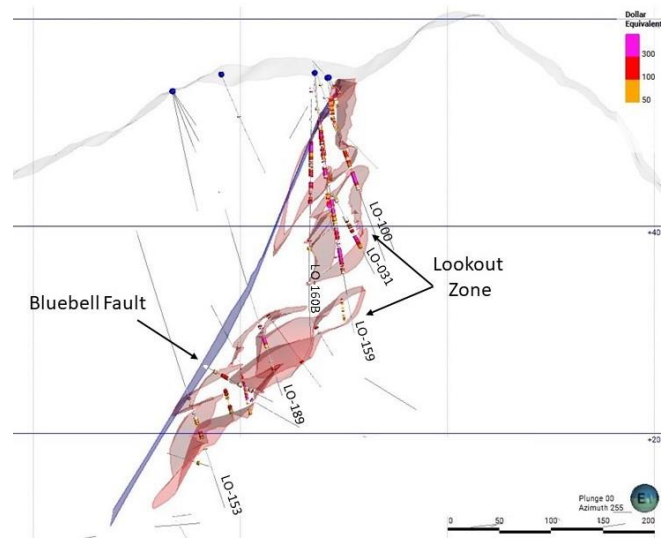 Dollar
Equivalent
300
100
50
LO-100
+40
LO-031
Lookout
Zone
LO-160B
Bluebell Fault
LO-159
LO-189
+20
LO-153
Plunge 00
Azimuth 255
E
0 50 100 150 200